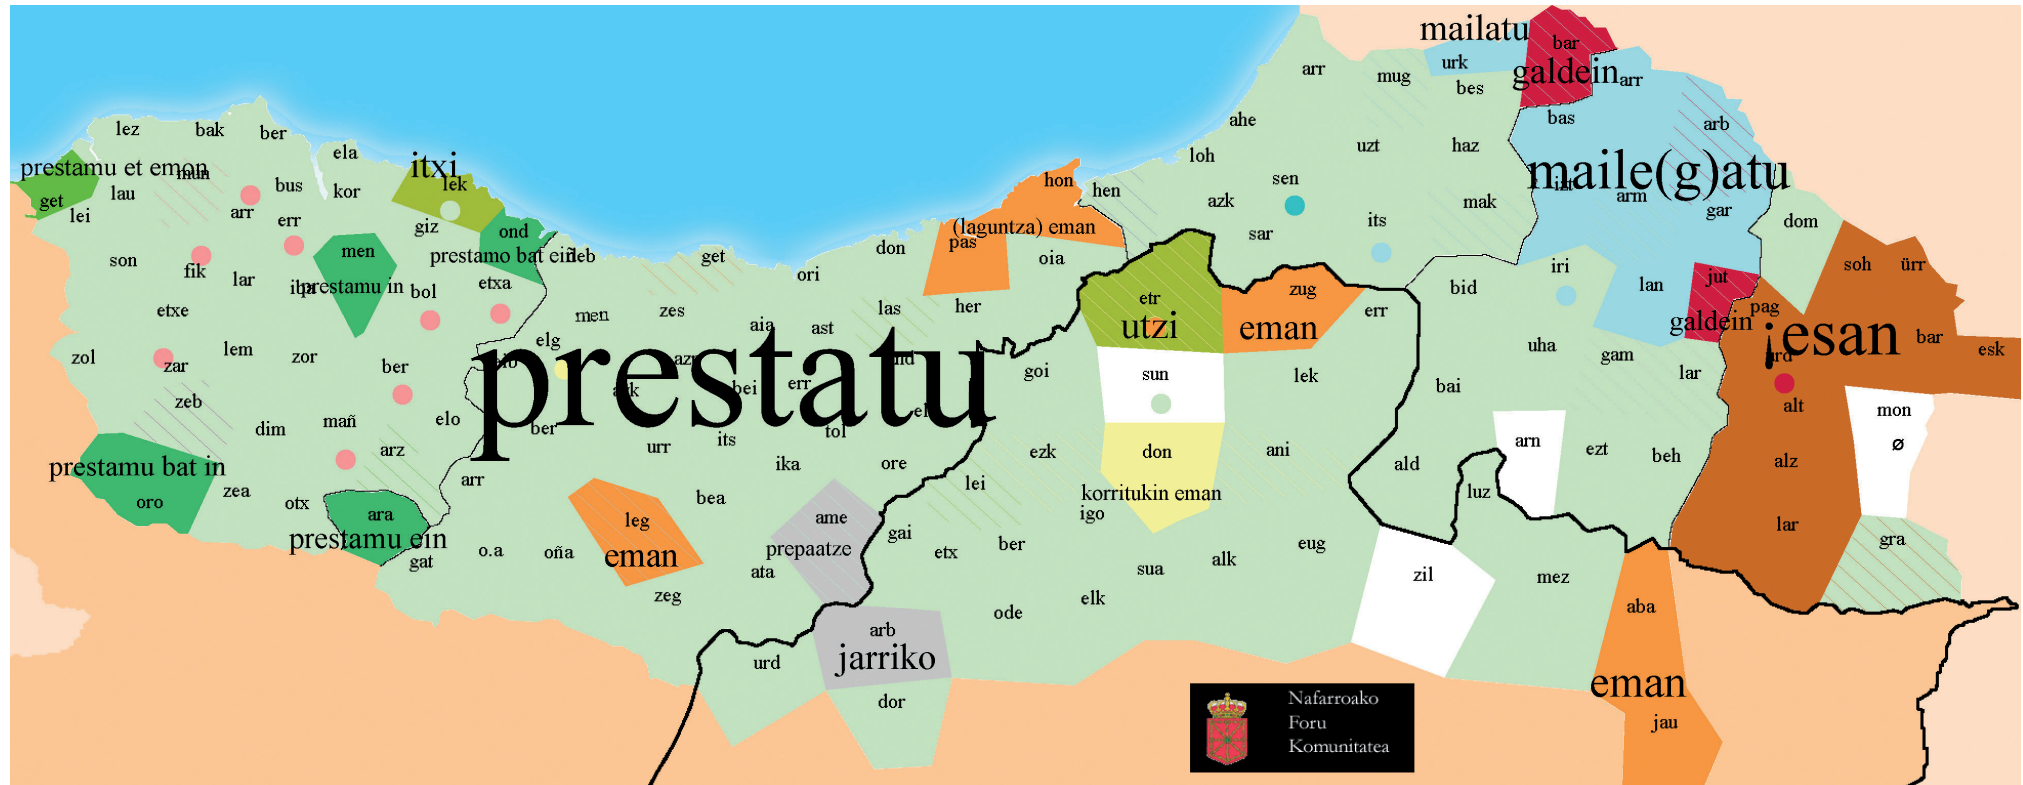 mailatu
bar
urk
galdein
arr
mug
arr
bes
lez
bak
ber
ahe
bas
arb
ela
uzt
haz
loh
prestamu et emon
itxi
maile(g)atu
lau
bus
kor
lek
hon
hen
sen
arm
get
lei
arr
err
giz
azk
its
mak
gar
dom
ond
(laguntza) eman
sar
pas
son
fik
lar
men
prestamo bat ein
deb
get
ori
don
oia
iri
soh
ürr
prestamu in
bol
etxa
bid
lan
jut
zug
etr
etxe
men
zes
las
her
err
galdein
pag
aia
ast
utzi
eman
¡esan
bar
esk
zol
zar
lem
zor
ber
elg
prestatu
goi
sun
lek
uha
gam
lar
bai
bei
err
zeb
dim
mañ
elo
ber
urr
its
tol
alt
mon
ø
arz
ika
ore
ezk
don
ani
ald
arn
ezt
beh
alz
prestamu bat in
oro
zea
otx
ara
arr
bea
lei
korritukin eman
igo
luz
leg
ame
lar
prestamu ein
gat
o.a
oña
eman
prepaatze
gai
etx
ber
eug
gra
ata
zeg
sua
alk
zil
mez
ode
elk
aba
arb
jarriko
urd
dor
eman
jau
Nafarroako
Foru
Komunitatea